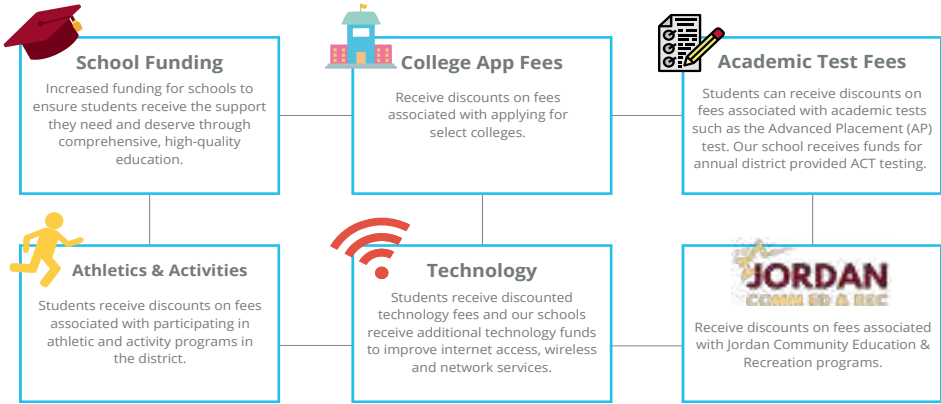 School Funding
Increased funding for schools to
ensure students receive the support
they need and deserve through
comprehensive, high-quality
education.
College App Fees
Receive discounts on fees
associated with applying for
select colleges.
Academic Test Fees
Students can receive discounts on
fees associated with academic tests
such as the Advanced Placement (AP)
test. Our school receives funds for
annual district provided ACT testing.
Athletics & Activities
Students receive discounts on fees
associated with participating in
athletic and activity programs in
the district.
Technology
Students receive discounted
technology fees and our schools
receive additional technology funds
to improve internet access, wireless
and network services.
JORDAN
COMM ED & REC
Receive discounts on fees associated
with Jordan Community Education &
Recreation programs.